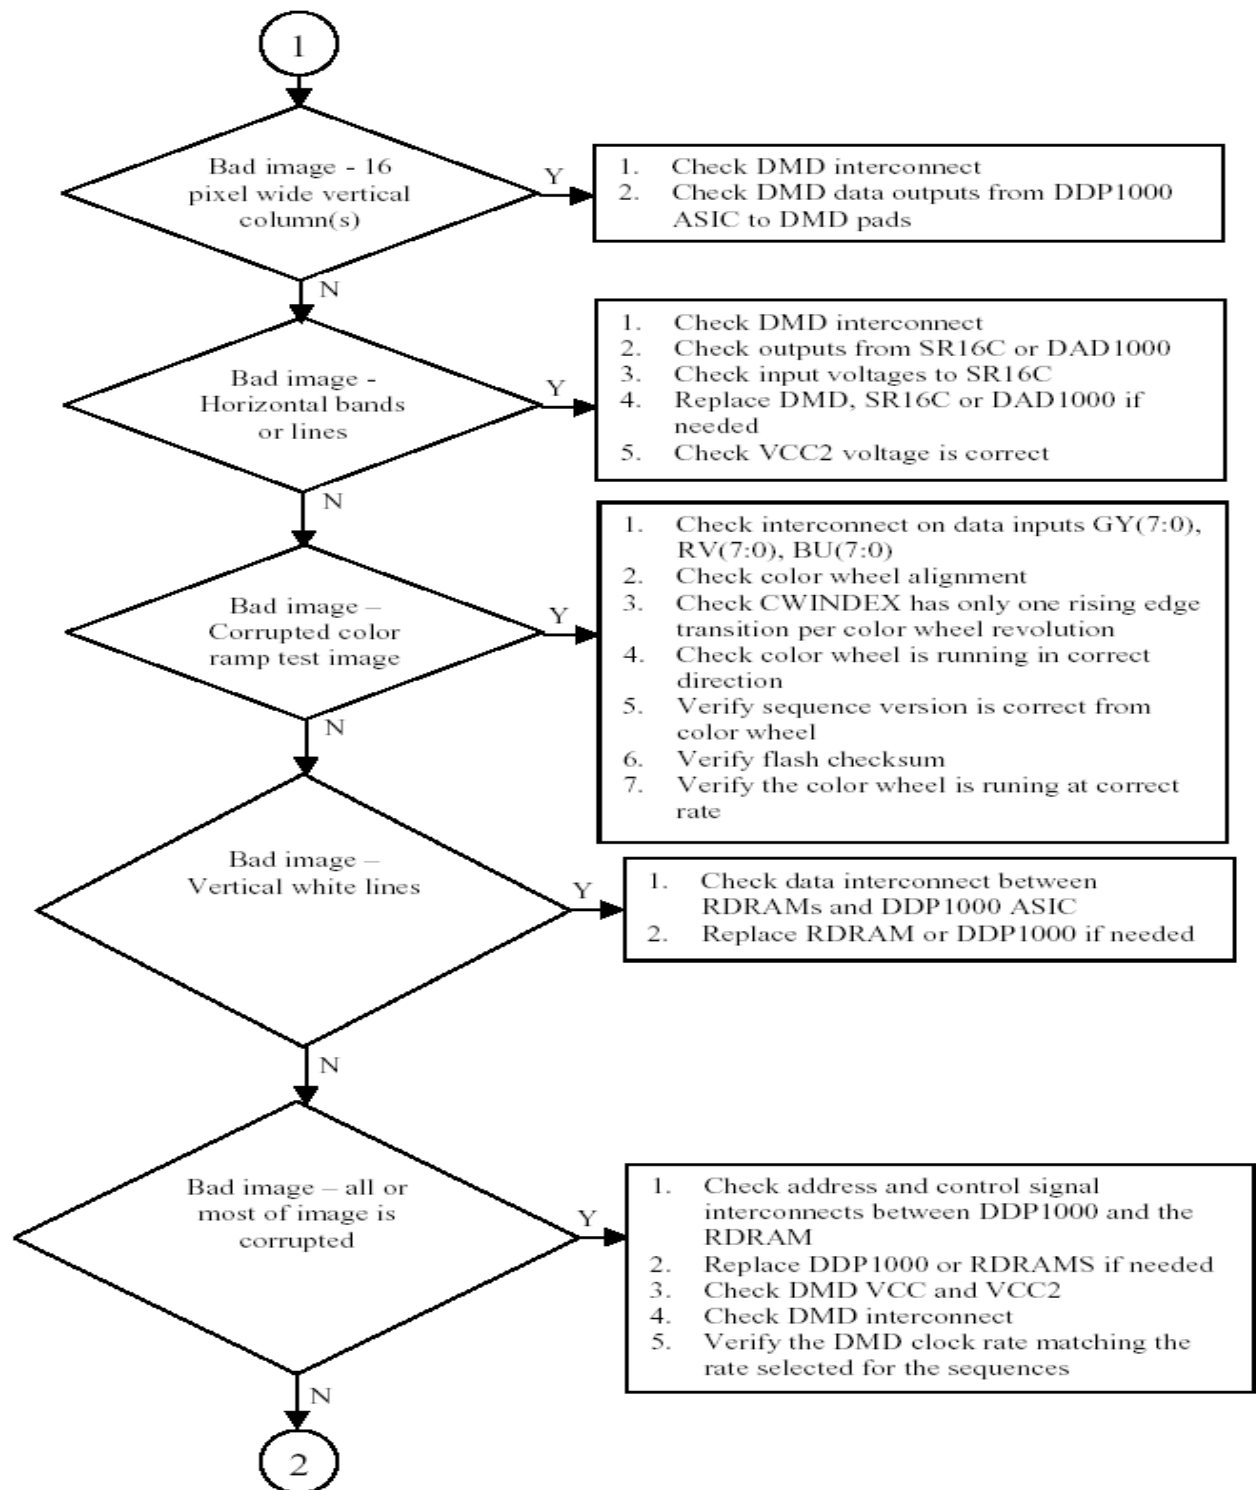 1
Bad image - 16
pixel wide vertical
column(s)
Y
1. Check DMD interconnect
2. Check DMD data outputs from DDP1000
ASIC to DMD pads
N
Bad image -
Horizontal bands
or lines
Y
1. Check DMD interconnect
2. Check outputs from SR16C or DAD1000
3. Check input voltages to SR16C
4. Replace DMD, SR16C or DAD1000 if
needed
5. Check VCC2 voltage is correct
N
Bad image –
Corrupted color
ramp test image
Y
1. Check interconnect on data inputs GY(7:0),
RV(7:0), BU(7:0)
2. Check color wheel alignment
3. Check CWINDEX has only one rising edge
transition per color wheel revolution
4. Check color wheel is running in correct
direction
5. Verify sequence version is correct from
color wheel
6. Verify flash checksum
7. Verify the color wheel is runing at correct
rate
N
Bad image –
Vertical white lines
Y
1. Check data interconnect between
RDRAMs and DDP1000 ASIC
2. Replace RDRAM or DDP1000 if needed
N
Bad image – all or
most of image is
corrupted
Y
1. Check address and control signal
interconnects between DDP1000 and the
RDRAM
2. Replace DDP1000 or RDRAMS if needed
3. Check DMD VCC and VCC2
4. Check DMD interconnect
5. Verify the DMD clock rate matching the
rate selected for the sequences
N
2